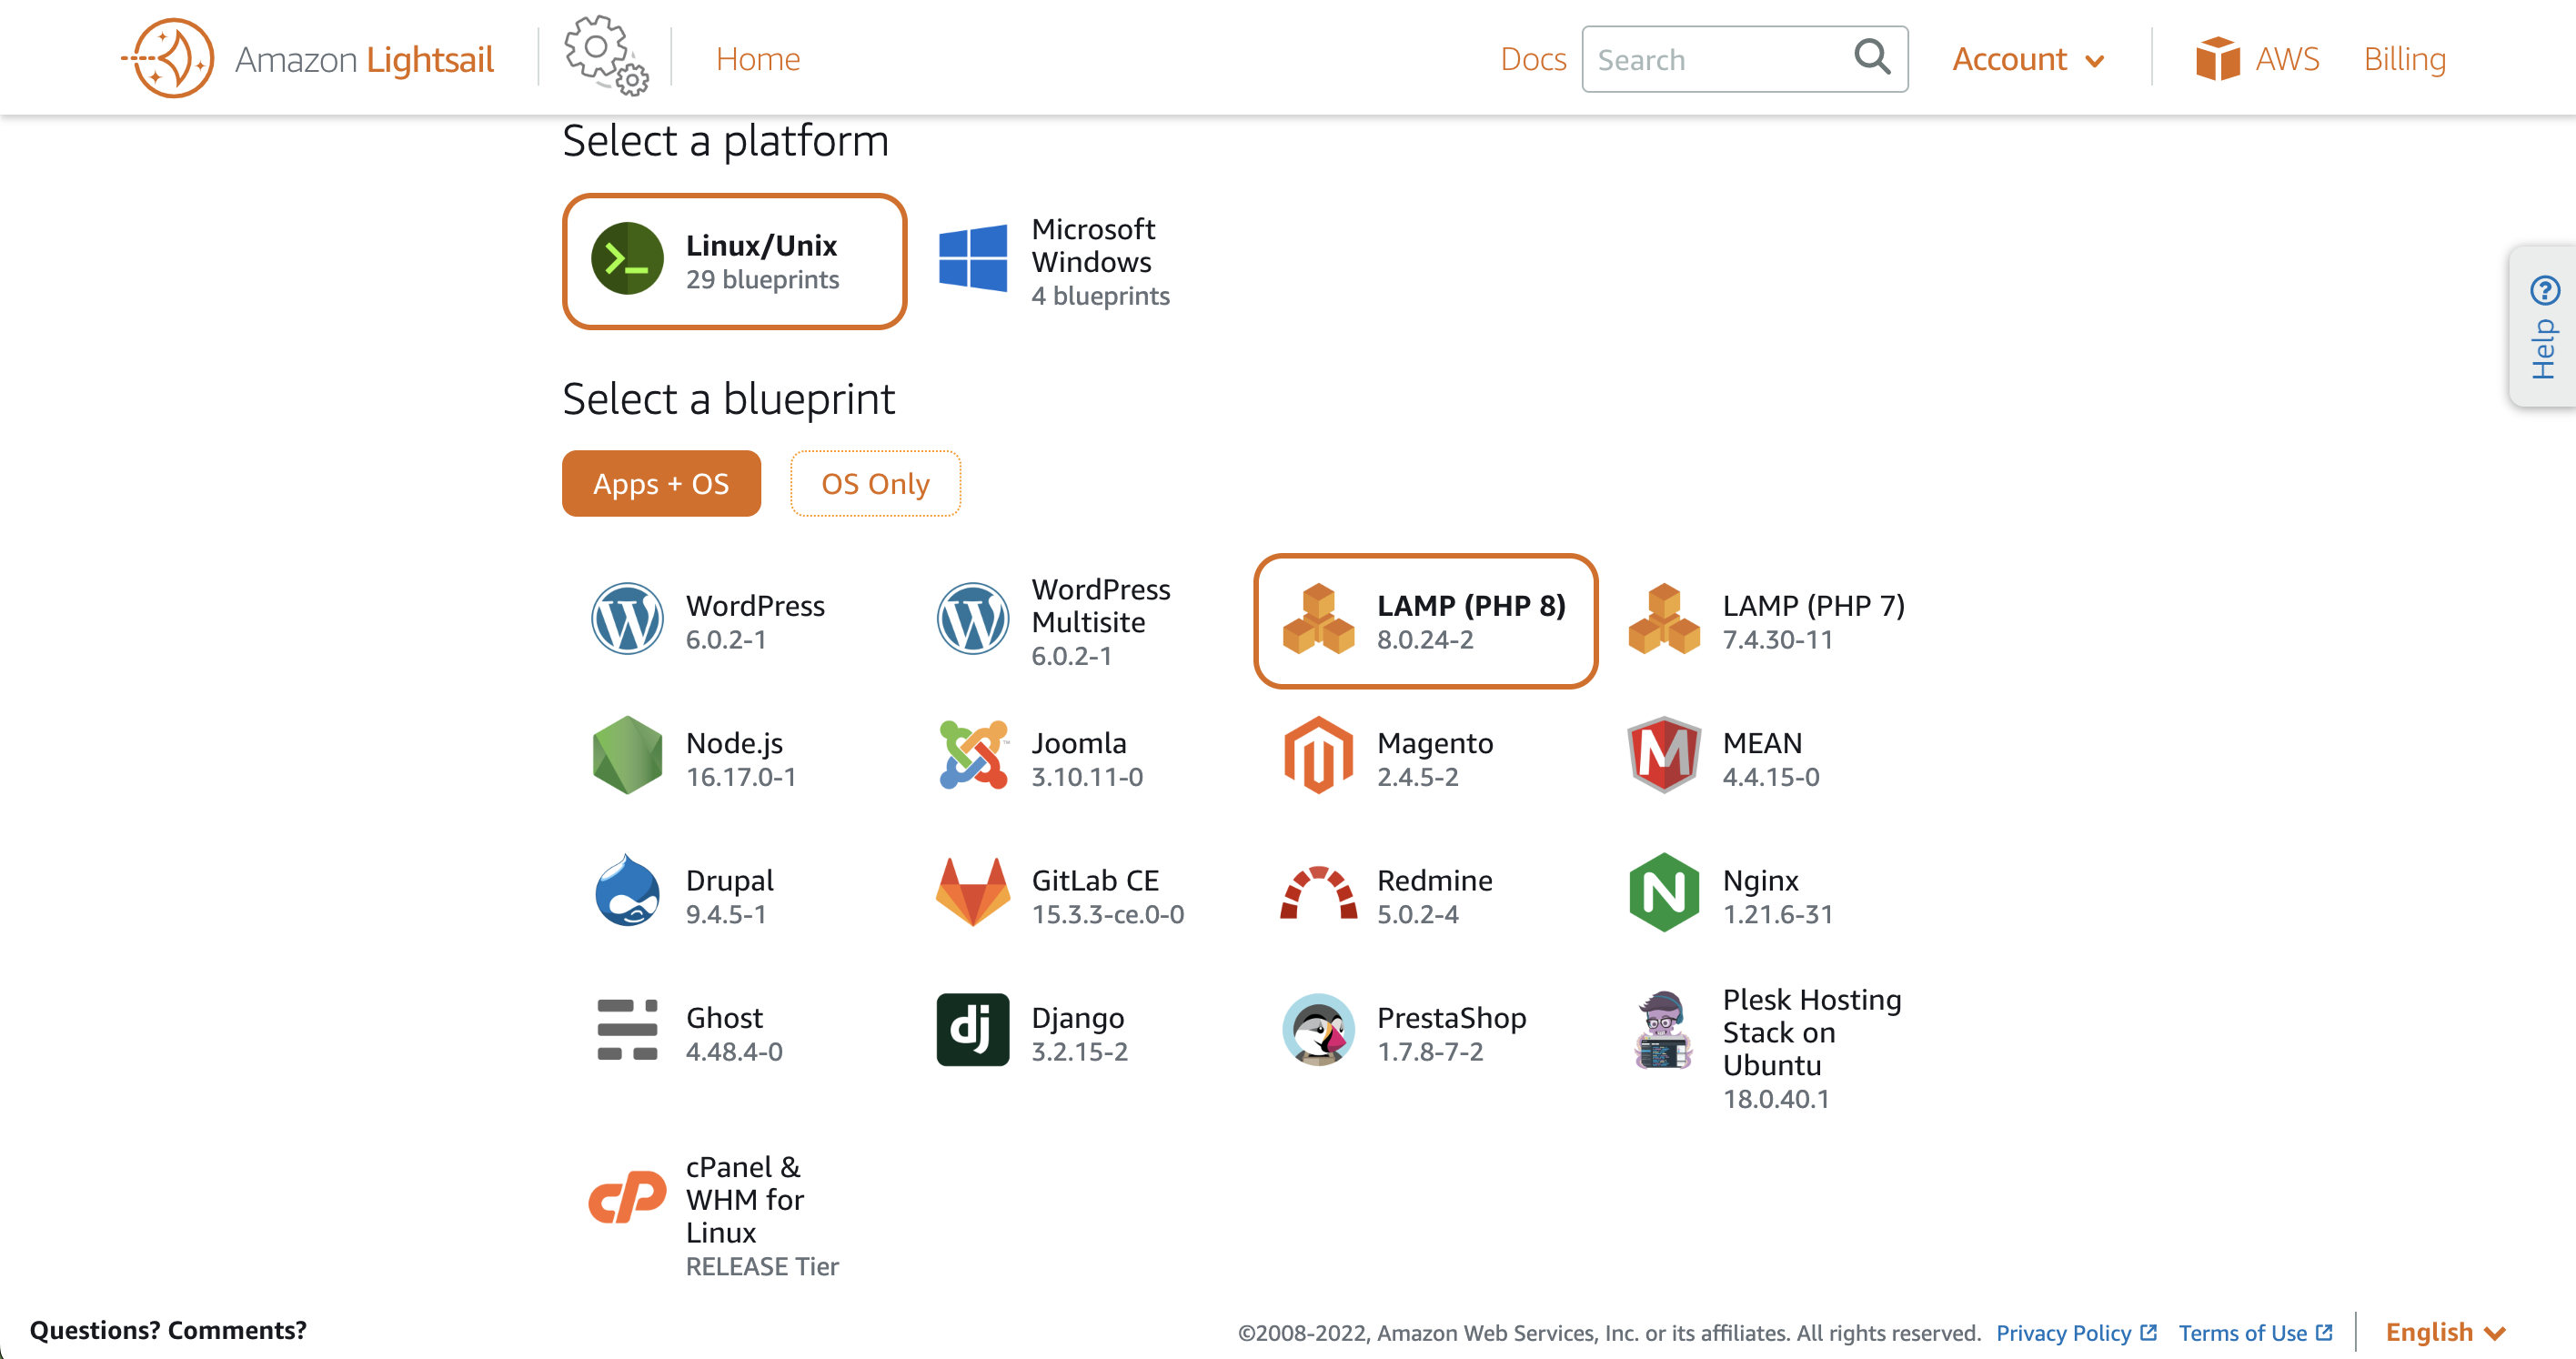 Amazon Lightsail
Home
Docs
Search
Account
AWS
Billing
Select a platform
Linux/Unix
29 blueprints
Microsoft
Windows
4 blueprints
Help
Select a blueprint
Apps + OS
OS Only
WordPress
6.0.2-1
WordPress
Multisite
6.0.2-1
LAMP (PHP 8)
8.0.24-2
LAMP (PHP 7)
7.4.30-11
Node.js
16.17.0-1
Joomla
3.10.11-0
Magento
2.4.5-2
MEAN
4.4.15-0
Drupal
9.4.5-1
GitLab CE
15.3.3-ce.0-0
Redmine
5.0.2-4
Nginx
1.21.6-31
Ghost
4.48.4-0
dj
Django
3.2.15-2
PrestaShop
1.7.8-7-2
Plesk Hosting
Stack on
Ubuntu
18.0.40.1
cP
cPanel &
WHM for
Linux
RELEASE Tier
Questions? Comments?
©2008-2022, Amazon Web Services, Inc. or its affiliates. All rights reserved.
Privacy Policy
Terms of Use
English